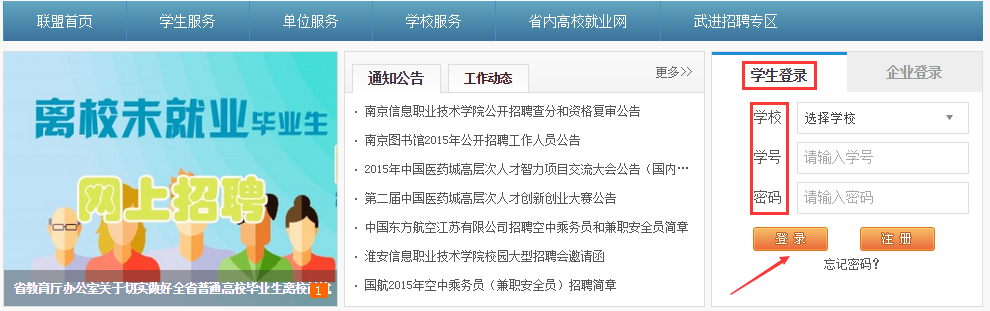 联盟首页 学生服务 单位服务 学校服务 省内高校就业网 武进招聘专区
离校未就业毕业生
网上招聘
省教育厅办公室关于切实做好全省普通高校毕业生离校
1
通知公告 工作动态 更多>>
· 南京信息职业技术学院公开招聘查分和资格复审公告
· 南京图书馆2015年公开招聘工作人员公告
· 2015年中国医药城高层次人才智力项目交流大会公告（国内…
· 第二届中国医药城高层次人才创新创业大赛公告
· 中国东方航空江苏有限公司招聘空中乘务员和兼职安全员简章
· 淮安信息职业技术学院校园大型招聘会邀请函
· 国航2015年空中乘务员（兼职安全员）招聘简章
学生登录 企业登录
学校 选择学校
学号 请输入学号
密码 请输入密码
登录 注册
忘记密码?